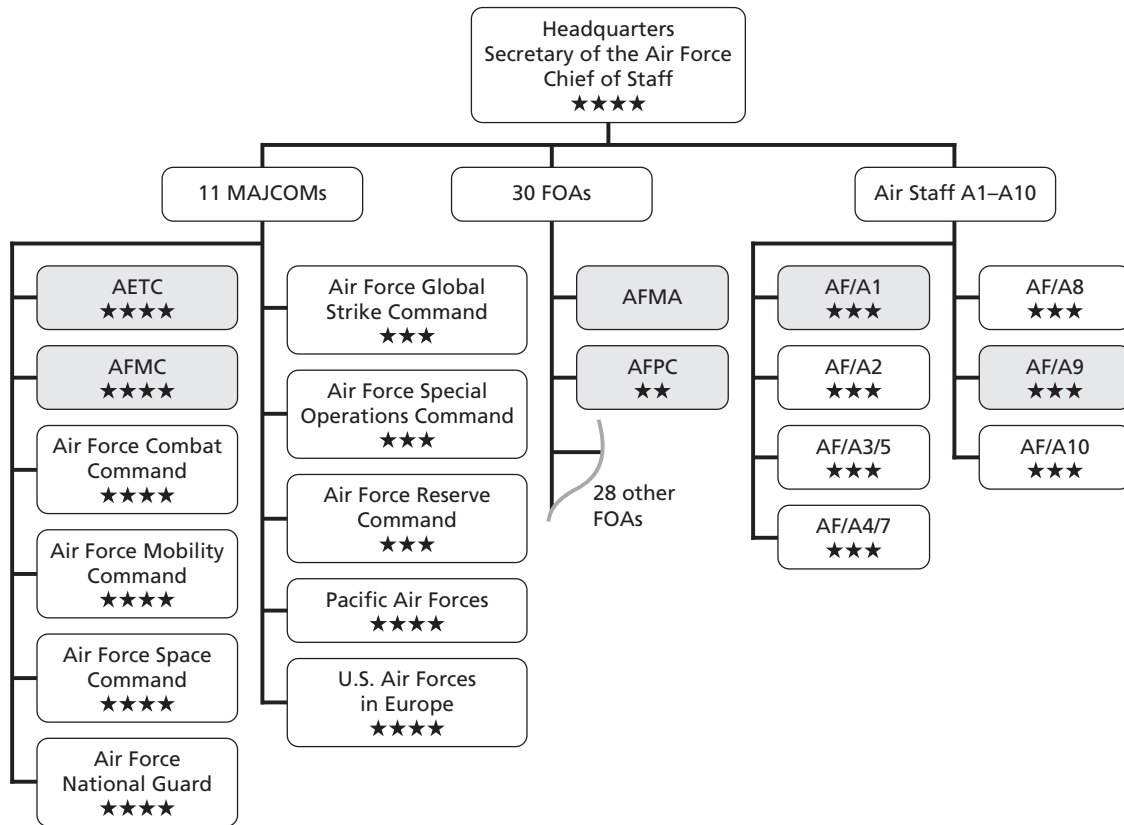 Headquarters
Secretary of the Air Force
Chief of Staff
★★★★
11 MAJCOMs
30 FOAs
Air Staff A1–A10
AETC
★★★★
AFMC
★★★★
Air Force Combat
Command
★★★★
Air Force Mobility
Command
★★★★
Air Force Space
Command
★★★★
Air Force
National Guard
★★★★
Air Force Global
Strike Command
★★★
Air Force Special
Operations Command
★★★
Air Force Reserve
Command
★★★
Pacific Air Forces
★★★★
U.S. Air Forces
in Europe
★★★★
AFMA
AFPC
★★
28 other
FOAs
AF/A1
★★★
AF/A2
★★★
AF/A3/5
★★★
AF/A4/7
★★★
AF/A8
★★★
AF/A9
★★★
AF/A10
★★★